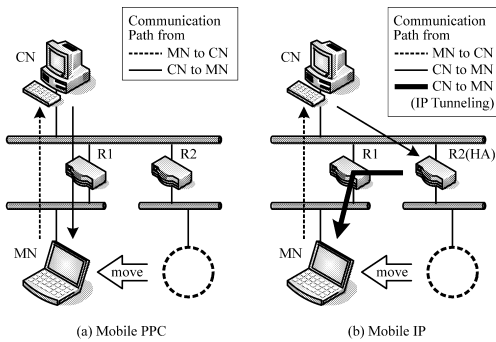 Communication
Path from
MN to CN
CN to MN
CN
R1
R2
MN
move
(a) Mobile PPC
Communication
Path from
MN to CN
CN to MN
CN to MN
(IP Tunneling)
CN
R1
R2(HA)
MN
move
(b) Mobile IP